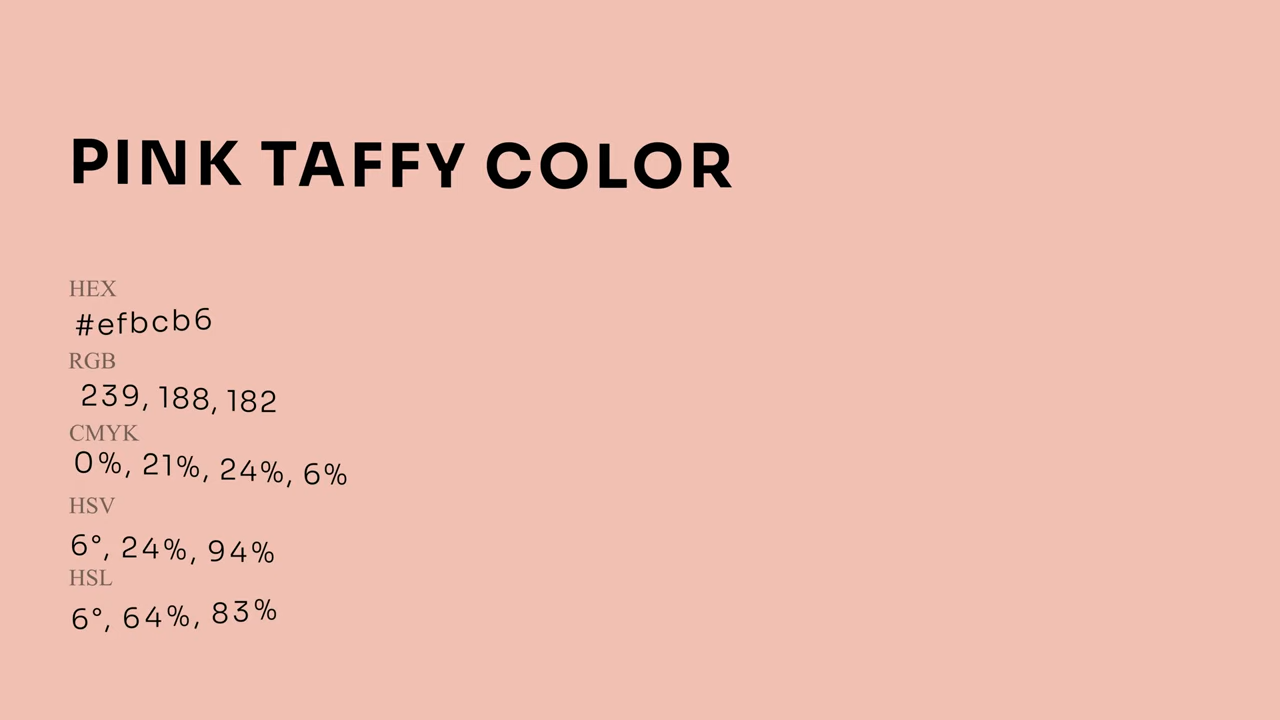 PINK TAFFY COLOR
HEX
#efbcb6
RGB
239, 188, 182
CMYK
0%, 21%, 24%, 6%
HSV
6°, 24%, 94%
HSL
6°, 64%, 83%